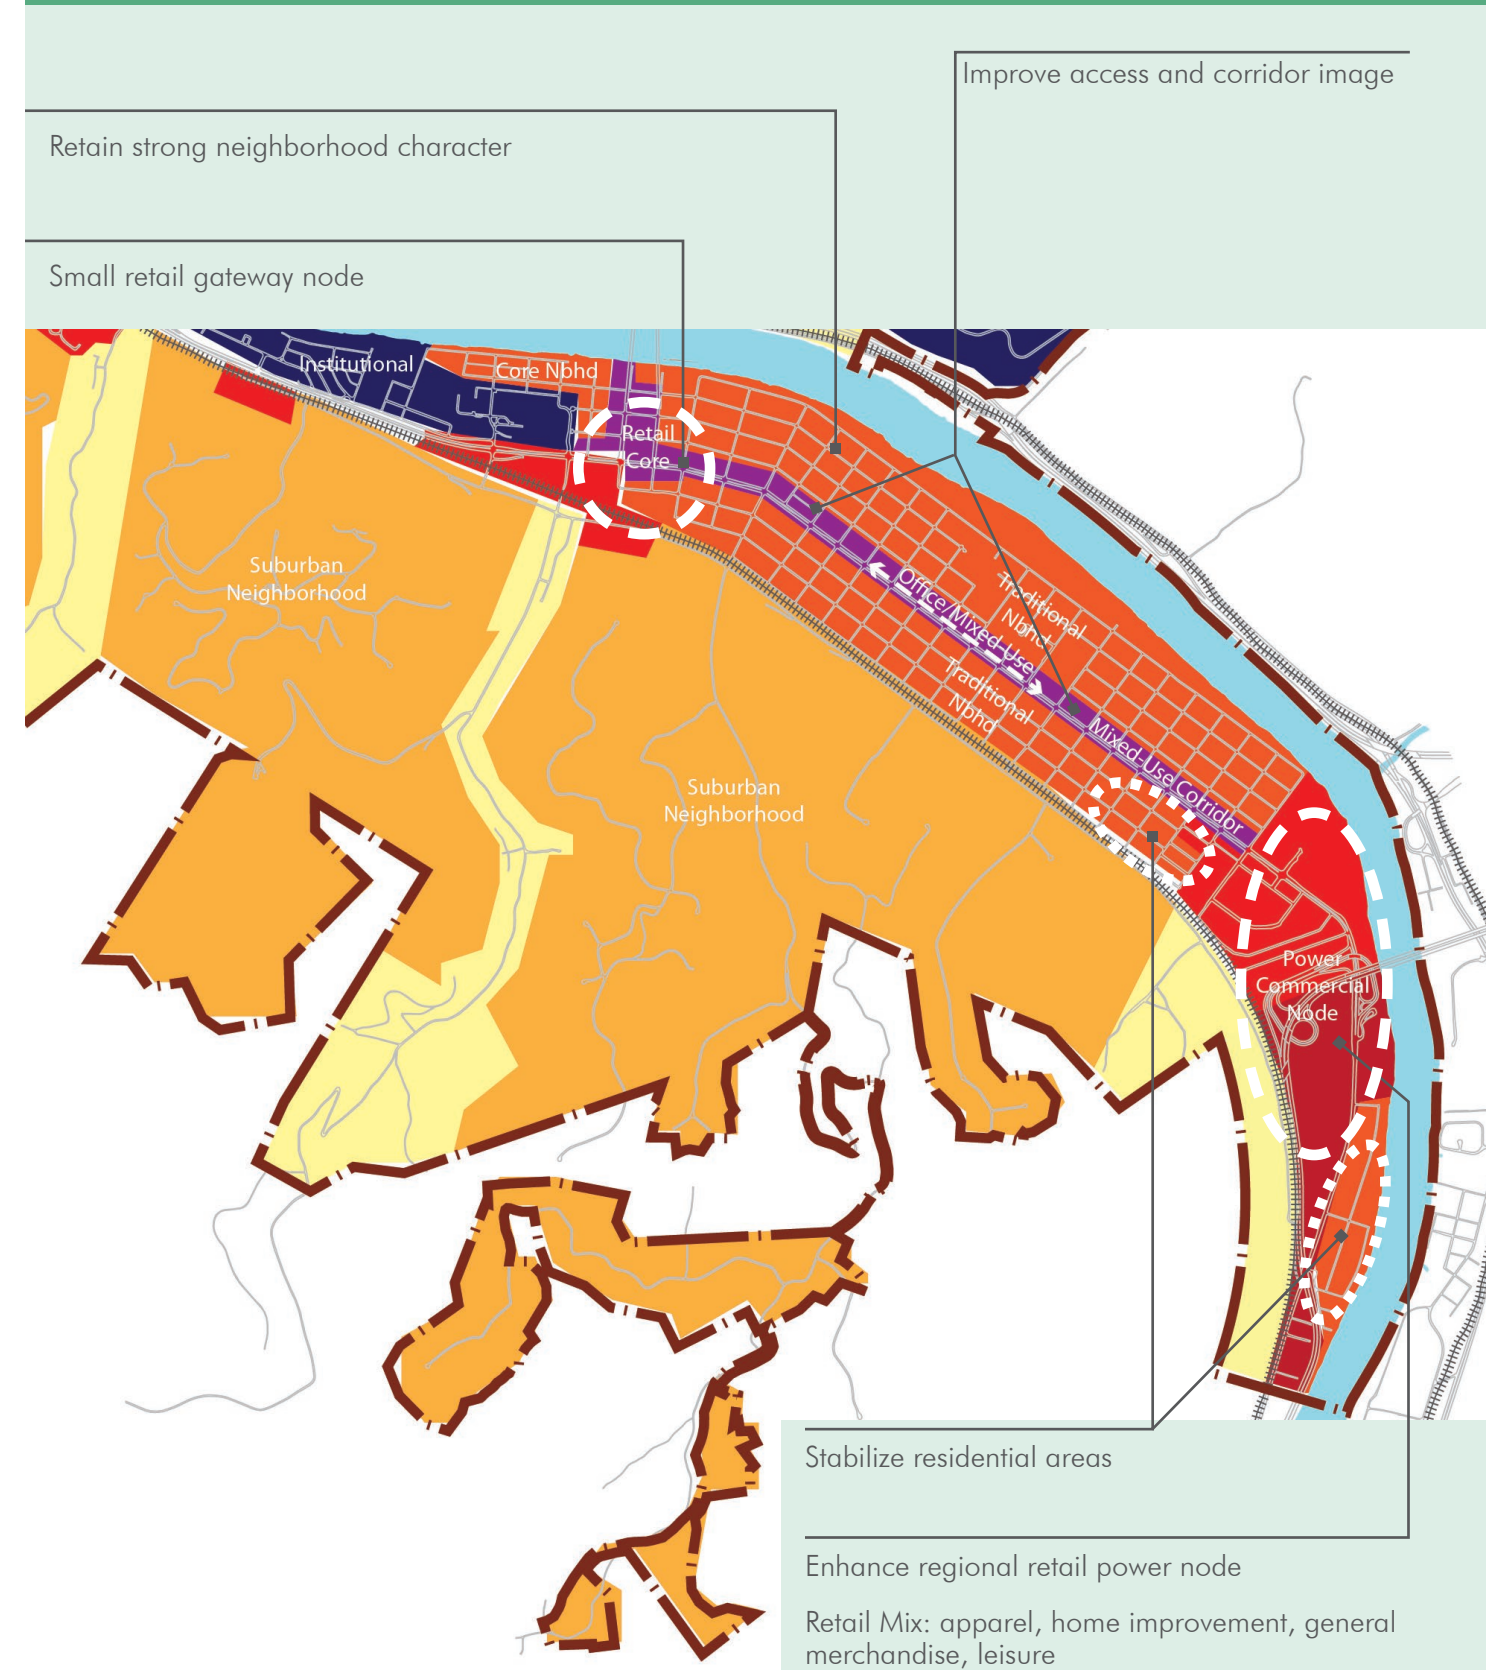 Improve access and corridor image
Retain strong neighborhood character
Small retail gateway node
Institutional
Core Nbhd
Retail
Core
Suburban
Neighborhood
Office/Mixed-Use
Traditional
Nbhd
Traditional
Nbhd
Mixed-Use Corridor
Suburban
Neighborhood
Power
Commercial
Node
Stabilize residential areas
Enhance regional retail power node
Retail Mix: apparel, home improvement, general
merchandise, leisure